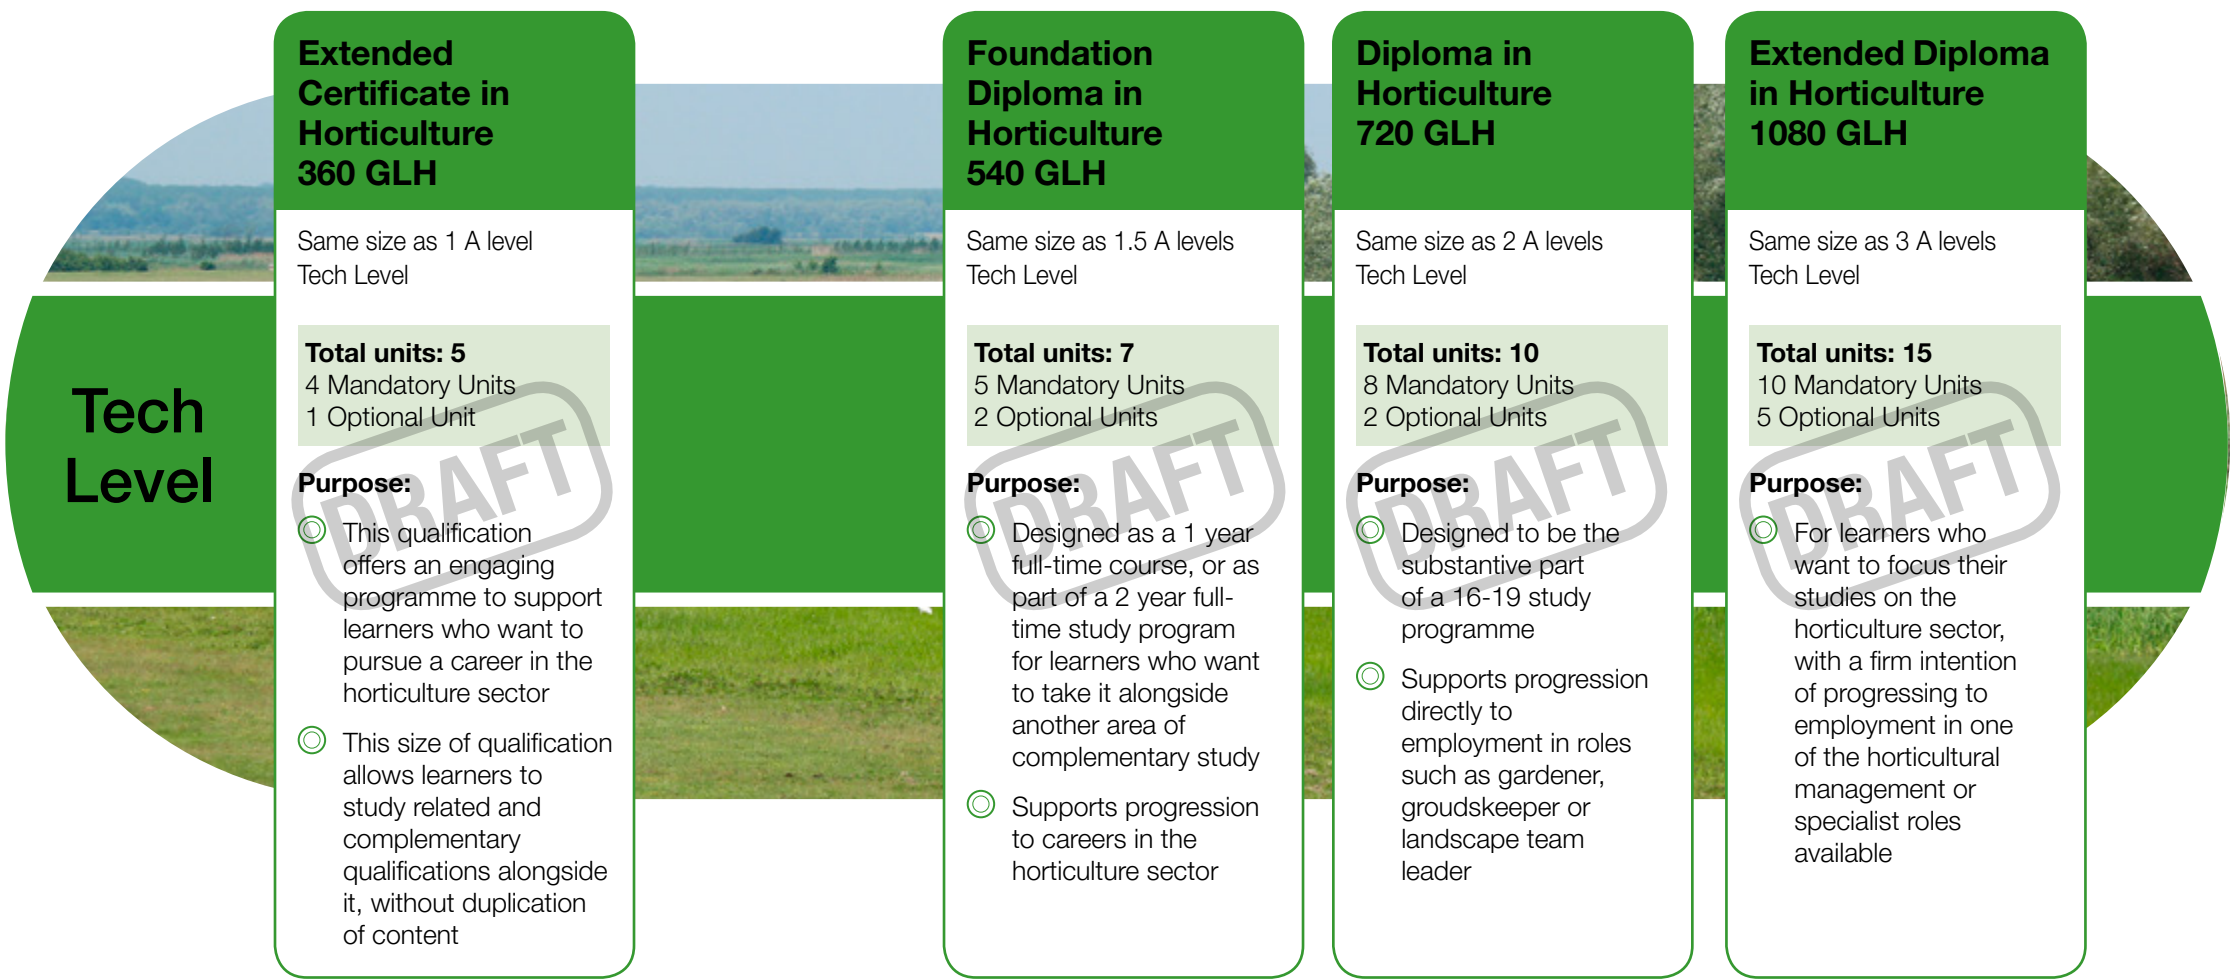 Tech
Level
Extended
Certificate in
Horticulture
360 GLH
Same size as 1 A level
Tech Level
Total units: 5
4 Mandatory Units
1 Optional Unit
DRAFT
Purpose:
This qualification
offers an engaging
programme to support
learners who want to
pursue a career in the
horticulture sector
This size of qualification
allows learners to
study related and
complementary
qualifications alongside
it, without duplication
of content
Foundation
Diploma in
Horticulture
540 GLH
Same size as 1.5 A levels
Tech Level
Total units: 7
5 Mandatory Units
2 Optional Units
DRAFT
Purpose:
Designed as a 1 year
full-time course, or as
part of a 2 year full-
time study program
for learners who want
to take it alongside
another area of
complementary study
Supports progression
to careers in the
horticulture sector
Diploma in
Horticulture
720 GLH
Same size as 2 A levels
Tech Level
Total units: 10
8 Mandatory Units
2 Optional Units
DRAFT
Purpose:
Designed to be the
substantive part
of a 16-19 study
programme
Supports progression
directly to
employment in roles
such as gardener,
groudskeeper or
landscape team
leader
Extended Diploma
in Horticulture
1080 GLH
Same size as 3 A levels
Tech Level
Total units: 15
10 Mandatory Units
5 Optional Units
DRAFT
Purpose:
For learners who
want to focus their
studies on the
horticulture sector,
with a firm intention
of progressing to
employment in one
of the horticultural
management or
specialist roles
available